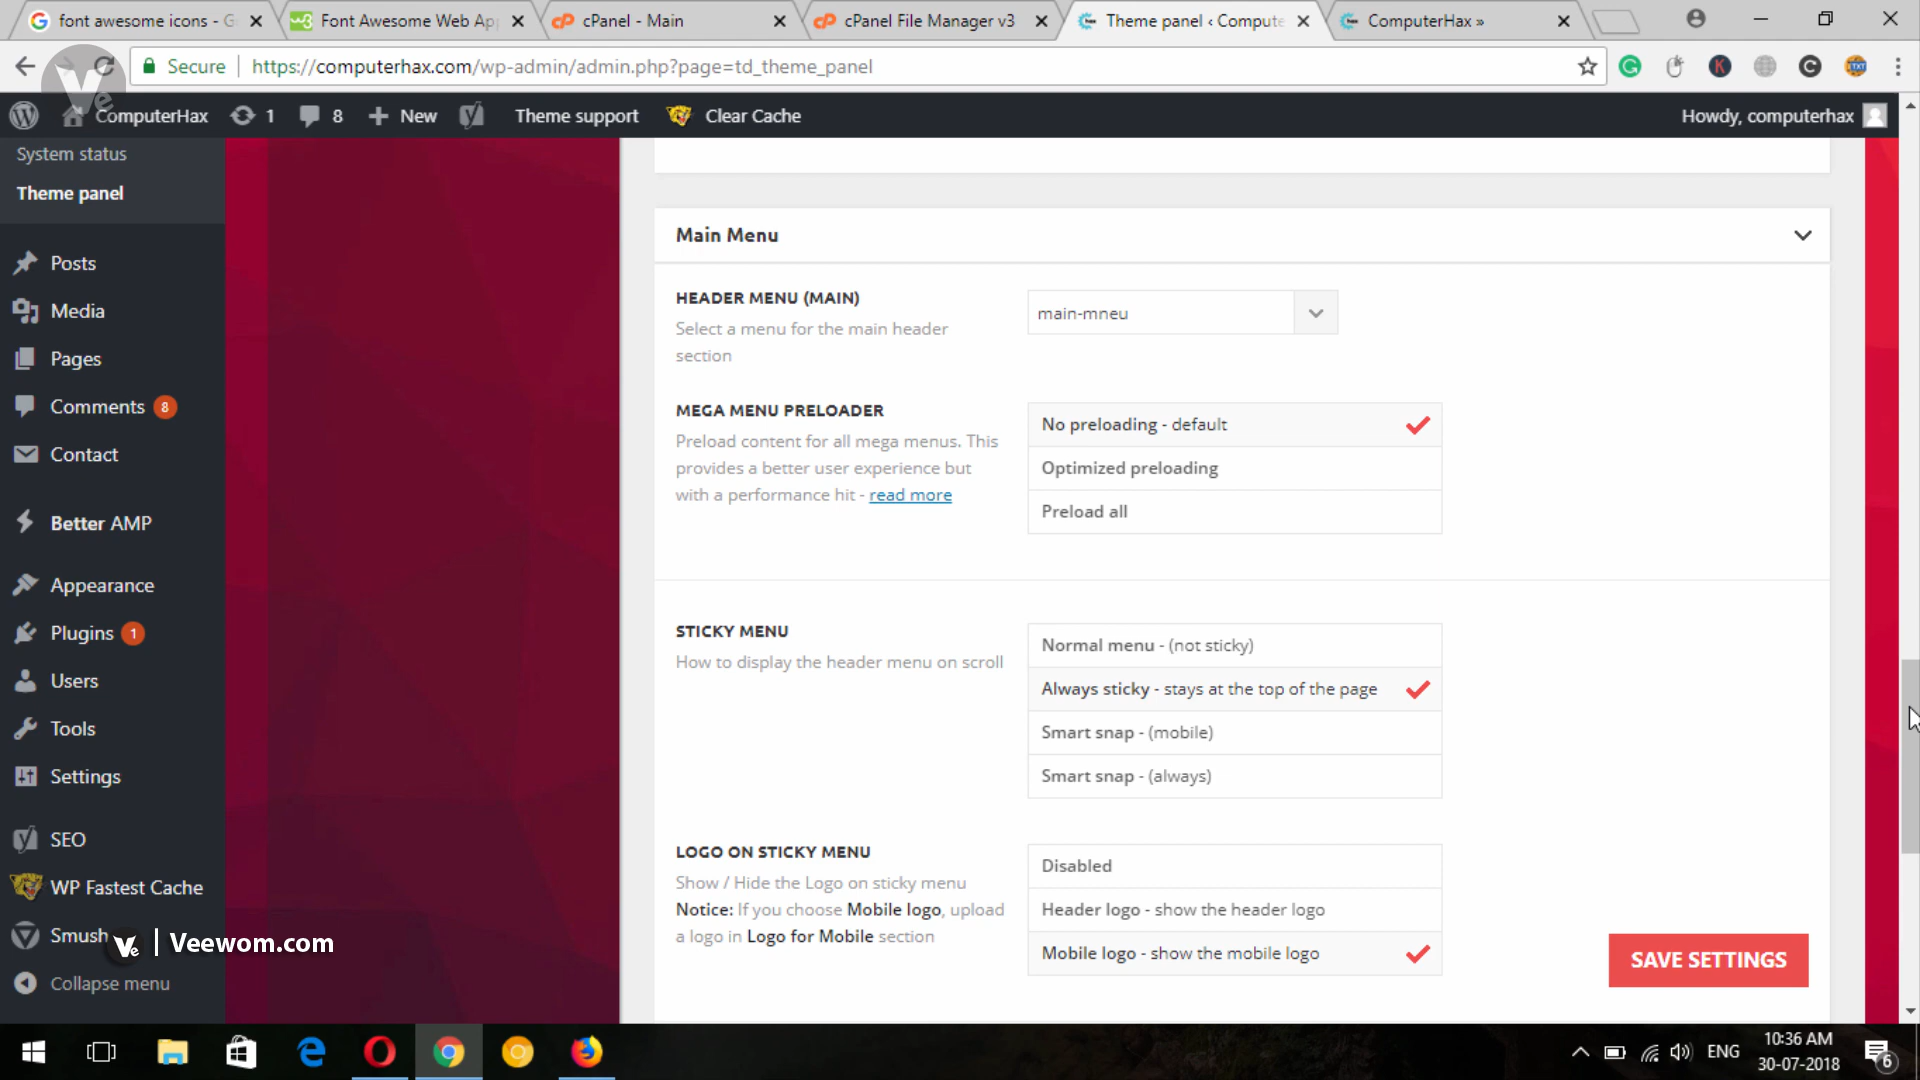 font awesome icons - G
Font Awesome Web App
cPanel - Main
cPanel File Manager v3
Theme panel ‹ Compute
ComputerHax »
Secure
https://computerhax.com/wp-admin/admin.php?page=td_theme_panel
ComputerHax
1
8
New
Theme support
Clear Cache
Howdy, computerhax
System status
Theme panel
Posts
Media
Pages
Comments 8
Contact
Better AMP
Appearance
Plugins 1
Users
Tools
Settings
SEO
WP Fastest Cache
Smush
Collapse menu
Ve | Veewom.com
Main Menu
HEADER MENU (MAIN)
Select a menu for the main header
section
main-mneu
MEGA MENU PRELOADER
Preload content for all mega menus. This
provides a better user experience but
with a performance hit - read more
No preloading - default
Optimized preloading
Preload all
STICKY MENU
How to display the header menu on scroll
Normal menu - (not sticky)
Always sticky - stays at the top of the page
Smart snap - (mobile)
Smart snap - (always)
LOGO ON STICKY MENU
Show / Hide the Logo on sticky menu
Notice: If you choose Mobile logo, upload
a logo in Logo for Mobile section
Disabled
Header logo - show the header logo
Mobile logo - show the mobile logo
SAVE SETTINGS
ENG
10:36 AM
30-07-2018
6